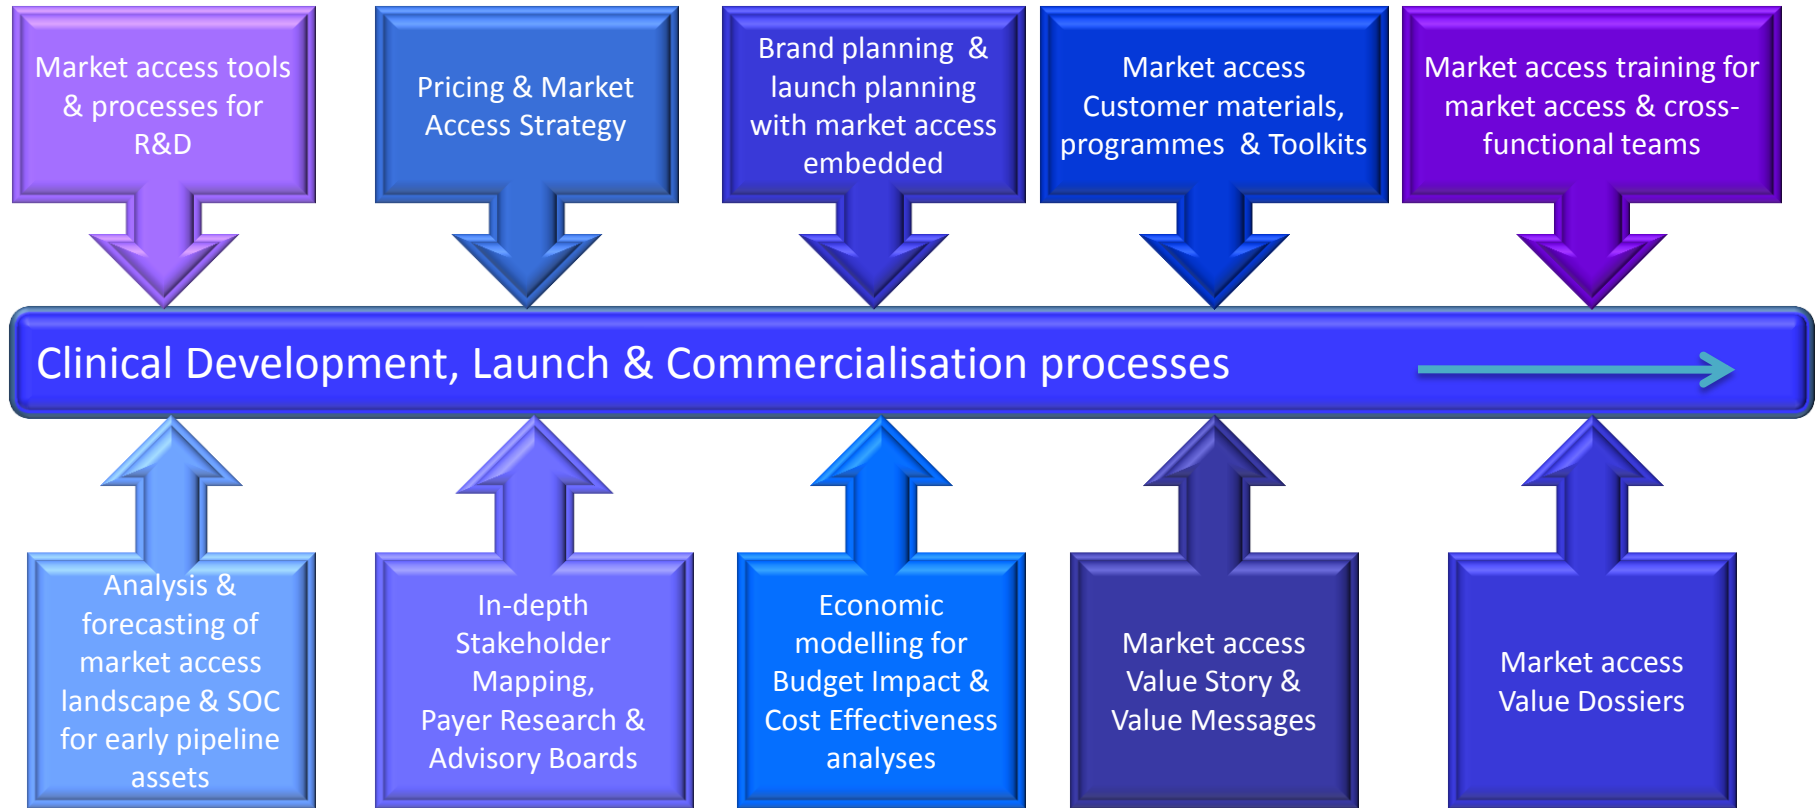 Market access tools
& processes for
R&D
Pricing & Market
Access Strategy
Brand planning & 
launch planning
with market access
embedded
Market access
Customer materials,
programmes & Toolkits
Market access training for
market access & cross-
functional teams
Clinical Development, Launch & Commercialisation processes
Analysis &
forecasting of
market access
landscape & SOC
for early pipeline
assets
In-depth
Stakeholder
Mapping,
Payer Research &
Advisory Boards
Economic
modelling for
Budget Impact &
Cost Effectiveness
analyses
Market access
Value Story &
Value Messages
Market access
Value Dossiers